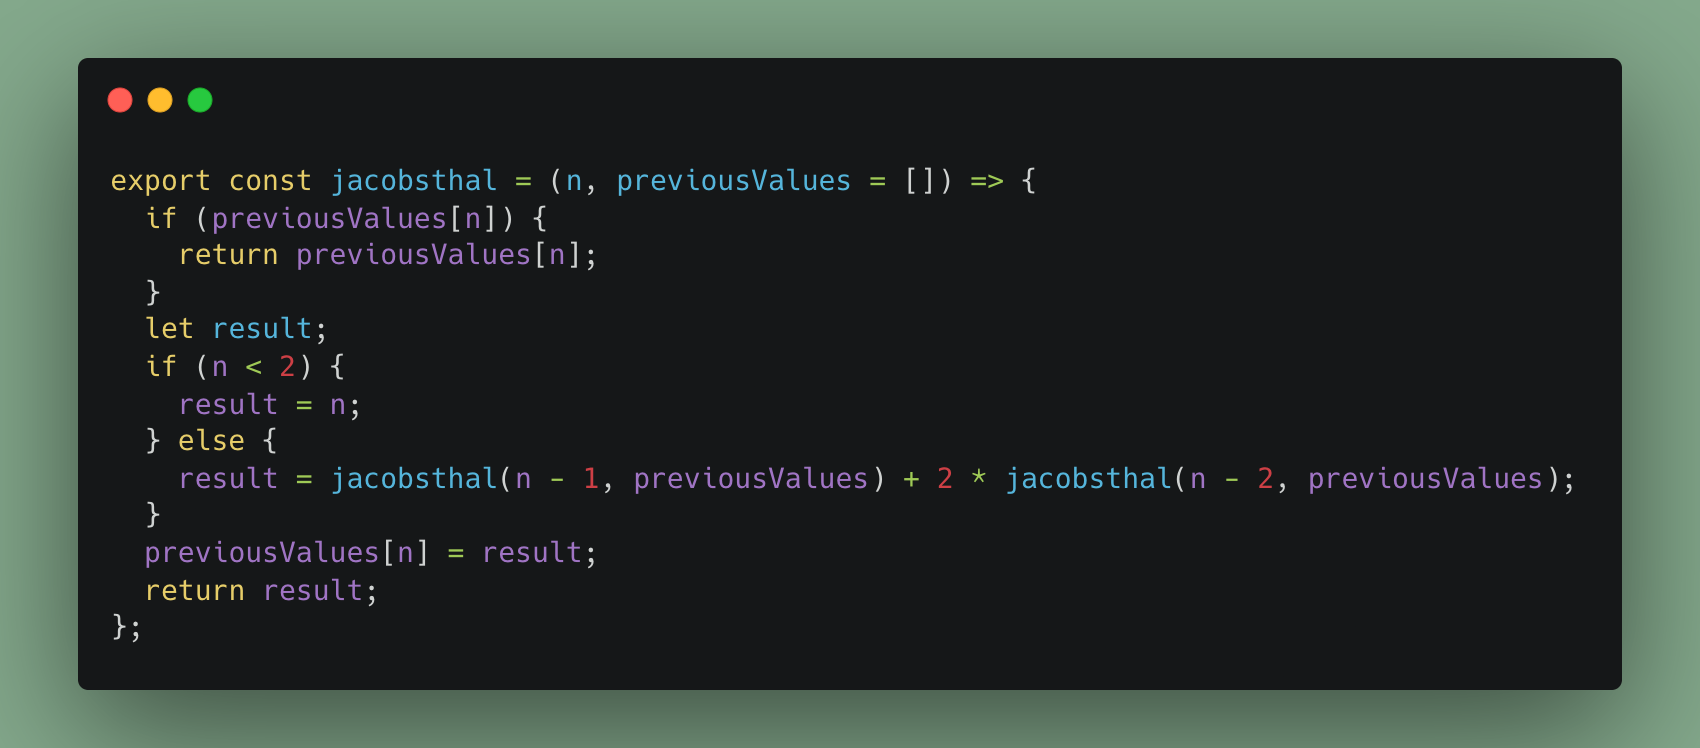 export const jacobsthal = (n, previousValues = []) => {
  if (previousValues[n]) {
    return previousValues[n];
  }
  let result;
  if (n < 2) {
    result = n;
  } else {
    result = jacobsthal(n - 1, previousValues) + 2 * jacobsthal(n - 2, previousValues);
  }
  previousValues[n] = result;
  return result;
};